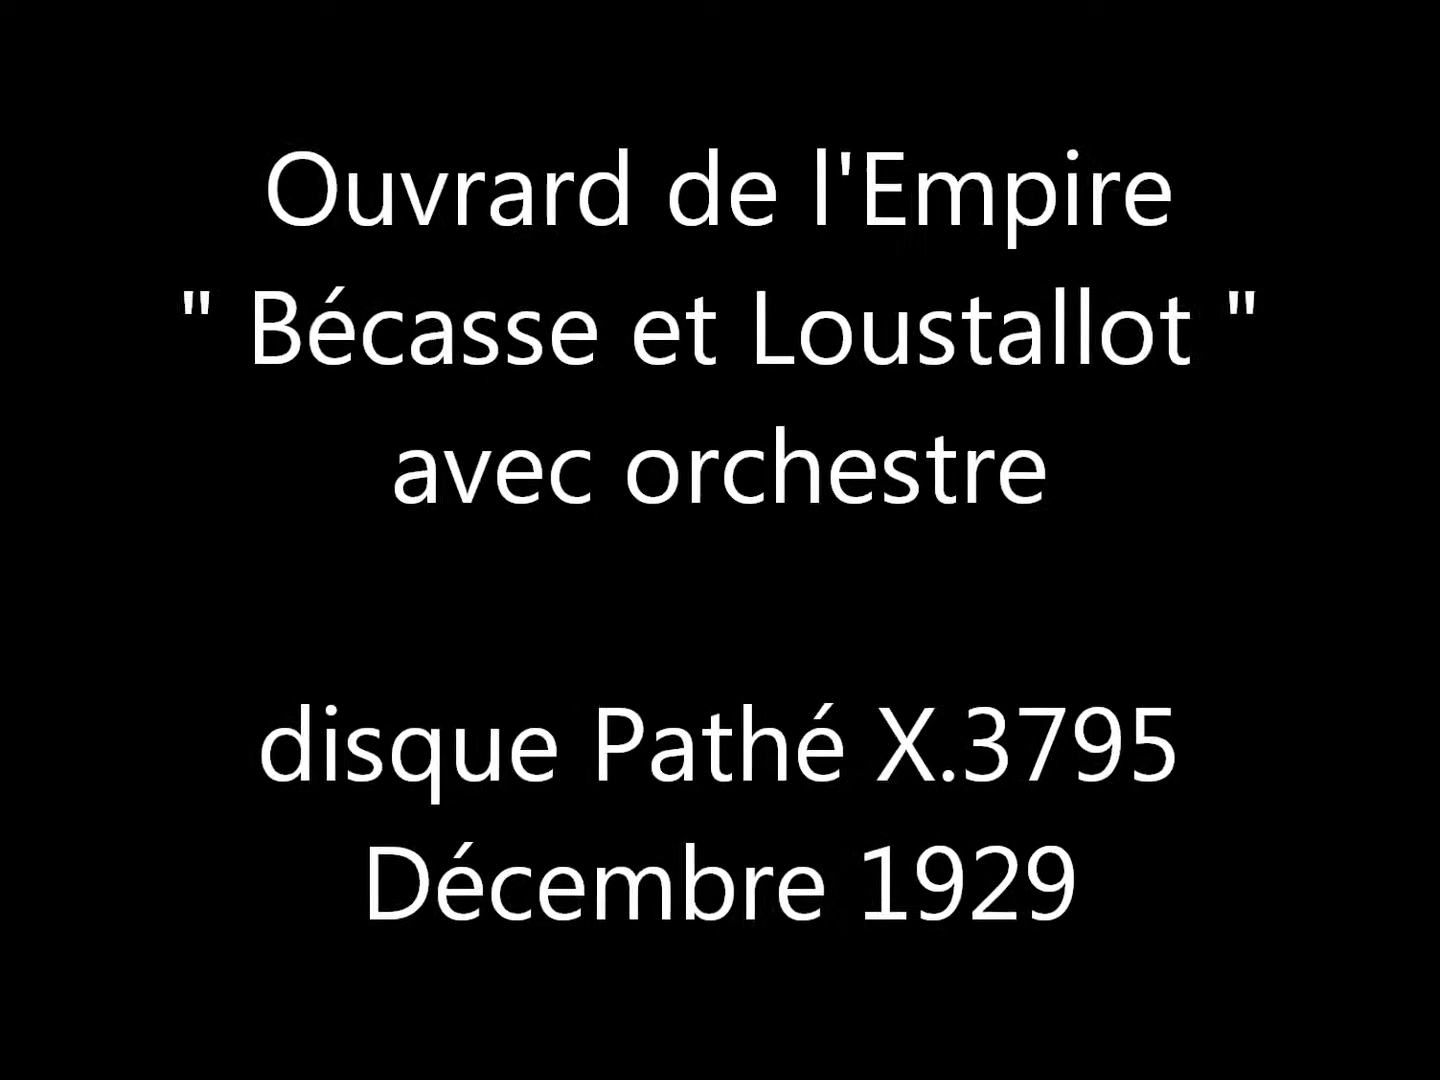 Ouvrard de l'Empire
" Bécasse et Loustallot "
avec orchestre
disque Pathé X.3795
Décembre 1929